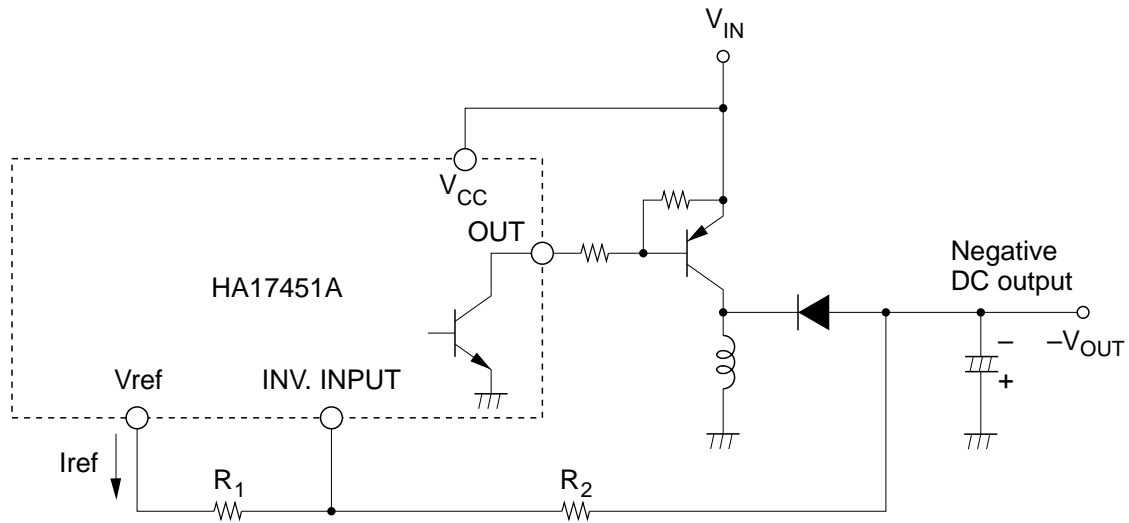 V_IN
V_CC
OUT
HA17451A
Negative
DC output
–
+
–V_OUT
Vref
INV. INPUT
Iref
R_1
R_2